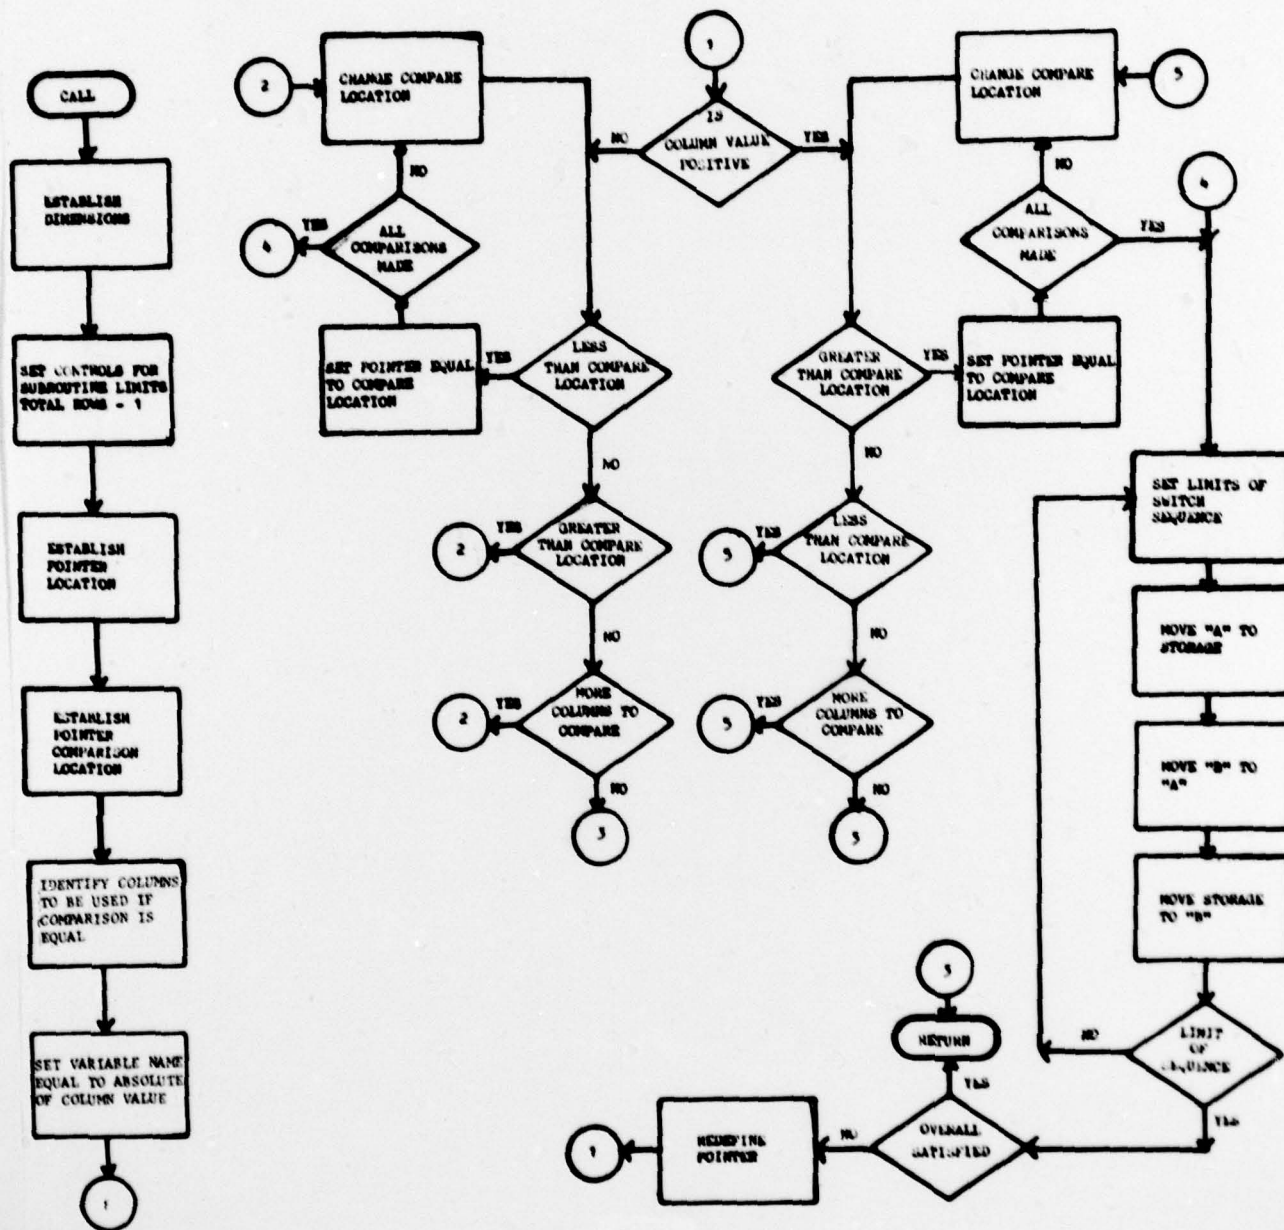 CALL
ESTABLISH
DIMENSIONS
SET CONTROLS FOR
SUBROUTINE LIMITS
TOTAL ROWS - 1
ESTABLISH
POINTER
LOCATION
ESTABLISH
POINTER
COMPARISON
LOCATION
IDENTIFY COLUMNS
TO BE USED IF
COMPARISON IS
EQUAL
SET VARIABLE NAME
EQUAL TO ABSOLUTE
OF COLUMN VALUE
1
2
CHANGE COMPARE
LOCATION
NO
YES
ALL
COMPARISONS
MADE
4
SET POINTER EQUAL
TO COMPARE
LOCATION
YES
LESS
THAN COMPARE
LOCATION
NO
YES
GREATER
THAN COMPARE
LOCATION
2
NO
YES
MORE
COLUMNS TO
COMPARE
2
NO
3
1
IS
COLUMN VALUE
POSITIVE
NO
YES
GREATER
THAN COMPARE
LOCATION
YES
SET POINTER EQUAL
TO COMPARE
LOCATION
NO
YES
LESS
THAN COMPARE
LOCATION
5
NO
YES
MORE
COLUMNS TO
COMPARE
5
NO
CHANGE COMPARE
LOCATION
5
NO
ALL
COMPARISONS
MADE
YES
4
SET LIMITS OF
SWITCH
SEQUENCE
MOVE "A" TO
STORAGE
MOVE "B" TO
"A"
MOVE STORAGE
TO "B"
LIMIT
OF
SEQUENCE
NO
YES
OVERALL
SATISFIED
YES
RETURN
3
NO
REDEFINE
POINTER
1